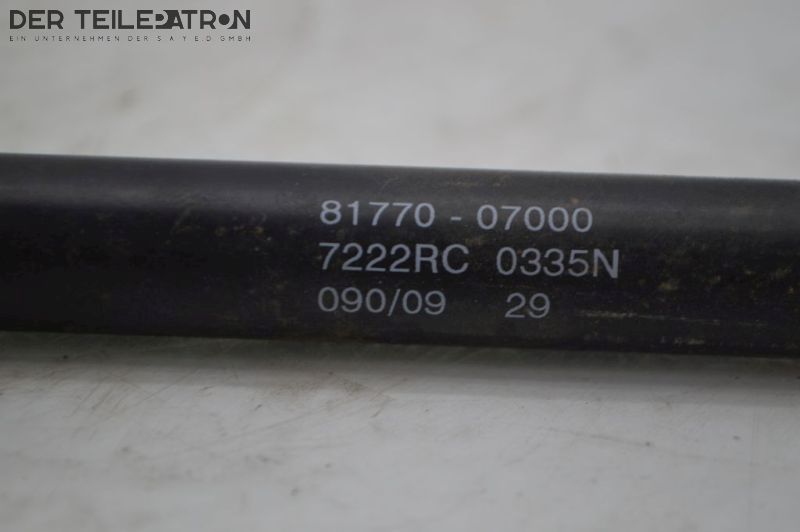 DER TEILEPATRON
EIN UNTERNEHMEN DER S A Y E D GMBH
81770 - 07000
7222RC 0335N
090/09 29